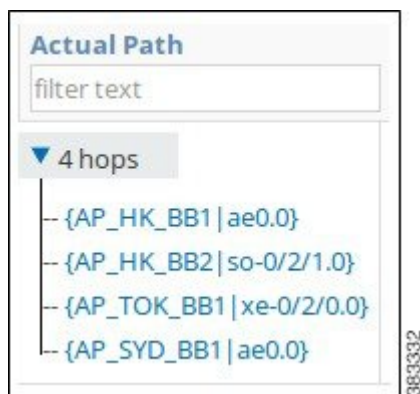 Actual Path
filter text
4 hops
{AP_HK_BB1|ae0.0}
{AP_HK_BB2|so-0/2/1.0}
{AP_TOK_BB1|xe-0/2/0.0}
{AP_SYD_BB1|ae0.0}
383332